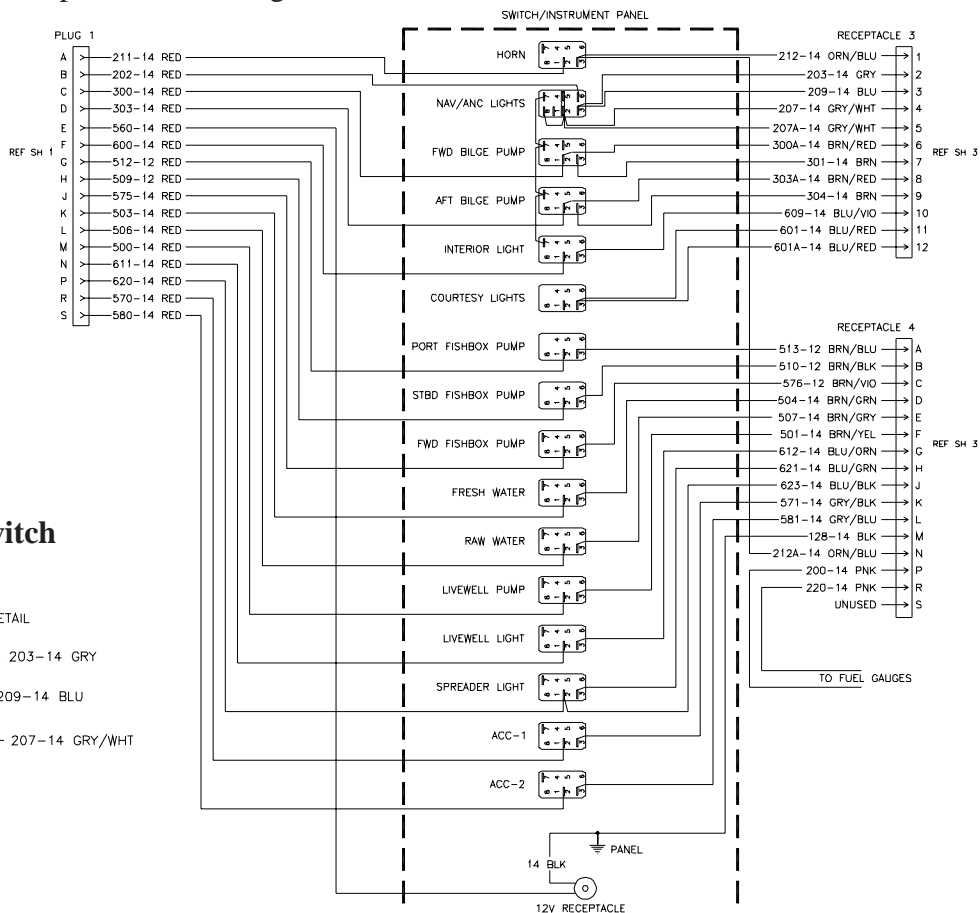 SWITCH/INSTRUMENT PANEL
PLUG 1
A 211-14 RED
B 202-14 RED
C 300-14 RED
D 303-14 RED
E 560-14 RED
F 600-14 RED
G 512-12 RED
H 509-12 RED
J 575-14 RED
K 503-14 RED
L 506-14 RED
M 500-14 RED
N 611-14 RED
P 620-14 RED
R 570-14 RED
S 580-14 RED
REF SH 1
HORN
NAV/ANC LIGHTS
FWD BILGE PUMP
AFT BILGE PUMP
INTERIOR LIGHT
COURTESY LIGHTS
PORT FISHBOX PUMP
STBD FISHBOX PUMP
FWD FISHBOX PUMP
FRESH WATER
RAW WATER
LIVEWELL PUMP
LIVEWELL LIGHT
SPREADER LIGHT
ACC-1
ACC-2
PANEL
14 BLK
12V RECEPTACLE
RECEPTACLE 3
212-14 ORN/BLU 1
203-14 GRY 2
209-14 BLU 3
207-14 GRY/WHT 4
207A-14 GRY/WHT 5
300A-14 BRN/RED 6
301-14 BRN 7
303A-14 BRN/RED 8
304-14 BRN 9
609-14 BLU/VIO 10
601-14 BLU/RED 11
601A-14 BLU/RED 12
REF SH 3
RECEPTACLE 4
513-12 BRN/BLU A
510-12 BRN/BLK B
576-12 BRN/VIO C
504-14 BRN/GRN D
507-14 BRN/GRY E
501-14 BRN/YEL F
612-14 BLU/ORN G
621-14 BLU/GRN H
623-14 BLU/BLK J
571-14 GRY/BLK K
581-14 GRY/BLU L
128-14 BLK M
212A-14 ORN/BLU N
200-14 PNK P
220-14 PNK R
UNUSED S
REF SH 3
TO FUEL GAUGES
203-14 GRY
209-14 BLU
207-14 GRY/WHT